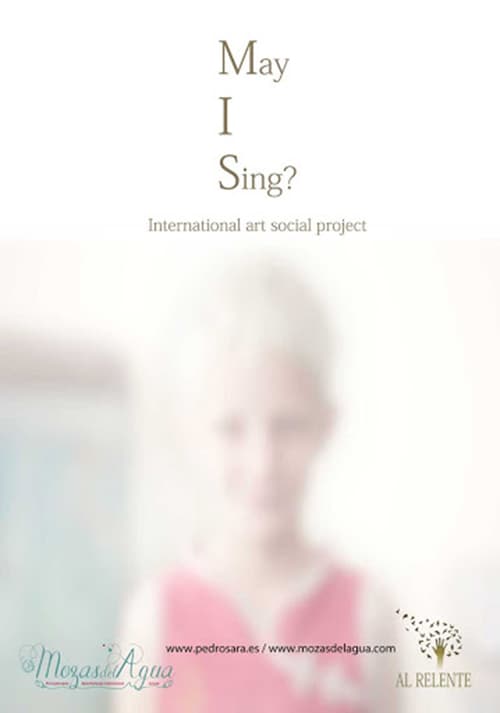 May
I
Sing?
International art social project
www.pedrosara.es / www.mozasdelagua.com
Mozas del Agua
AL RELENTE